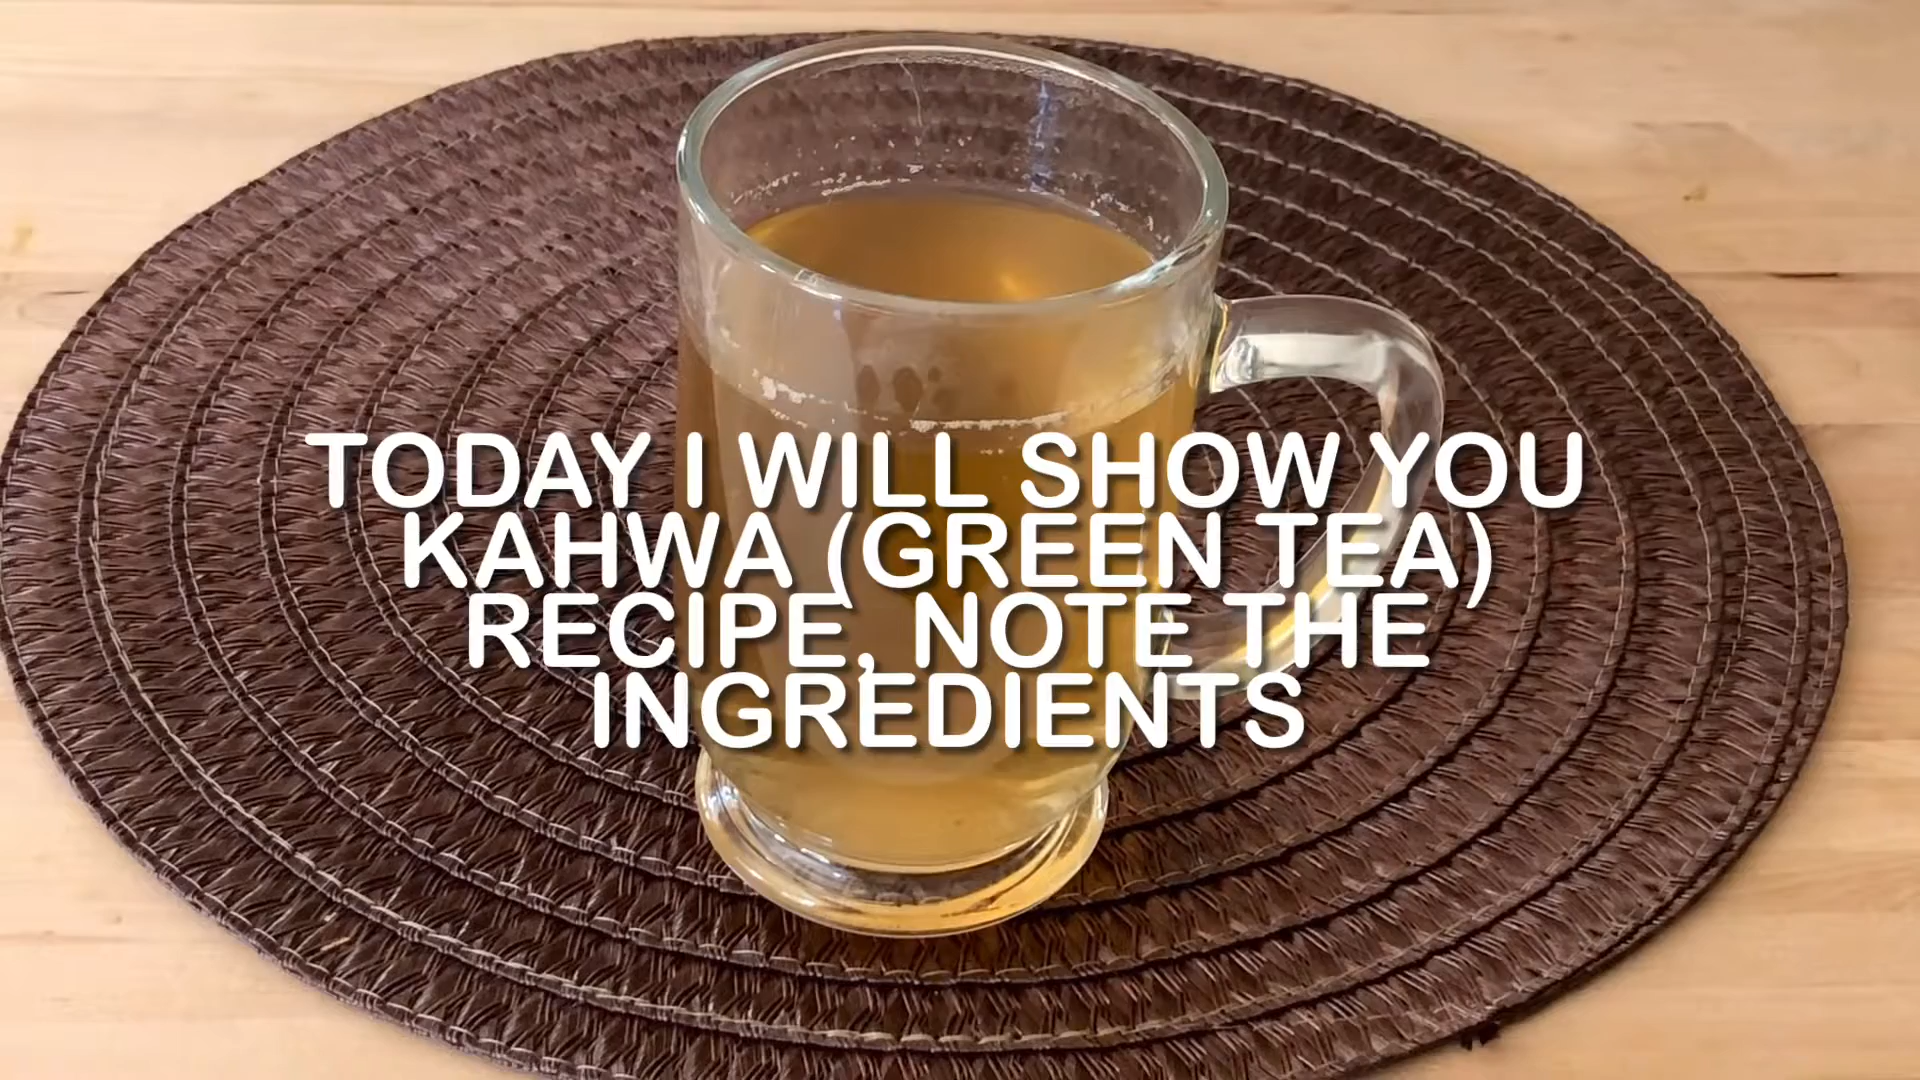 TODAY I WILL SHOW YOU
KAHWA (GREEN TEA)
RECIPE, NOTE THE
INGREDIENTS